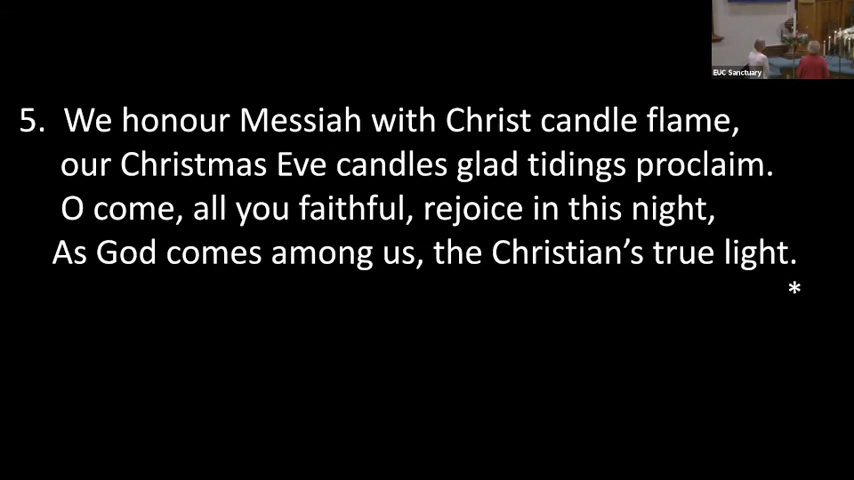 EUC Sanctuary
5. We honour Messiah with Christ candle flame,
our Christmas Eve candles glad tidings proclaim.
O come, all you faithful, rejoice in this night,
As God comes among us, the Christian’s true light.
*